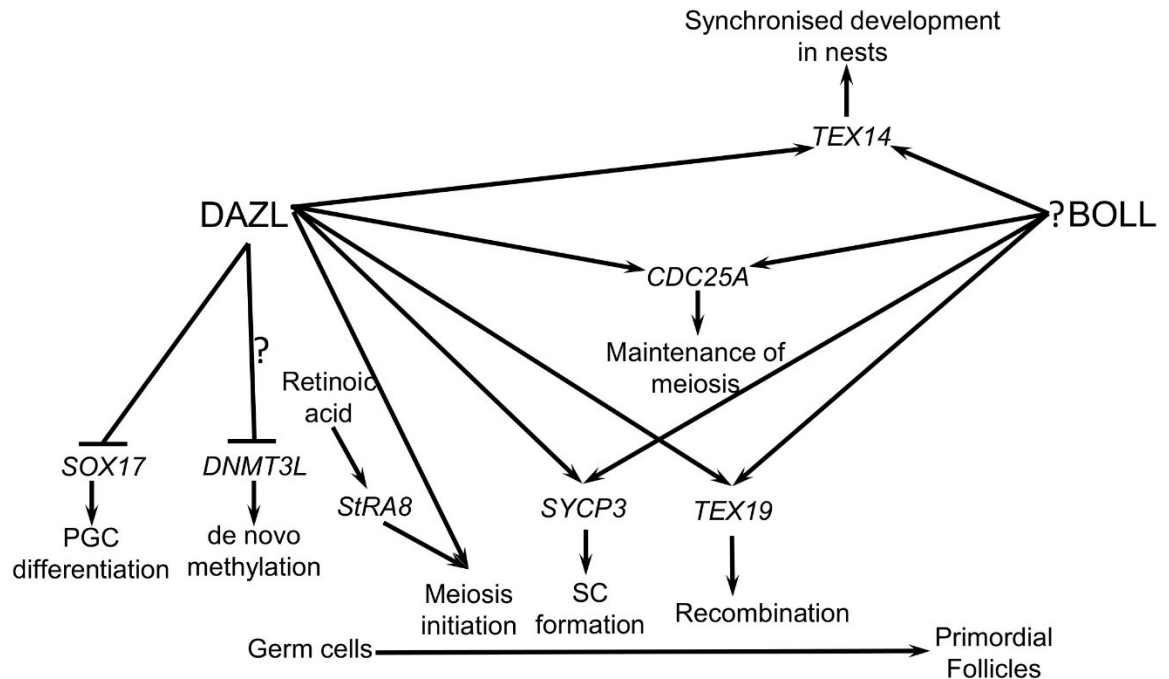 Synchronised development
in nests
TEX14
DAZL
?BOLL
CDC25A
Maintenance of
meiosis
?
Retinoic
acid
SOX17
DNMT3L
StRA8
SYCP3
TEX19
PGC
differentiation
de novo
methylation
Meiosis
initiation
SC
formation
Recombination
Germ cells
Primordial
Follicles